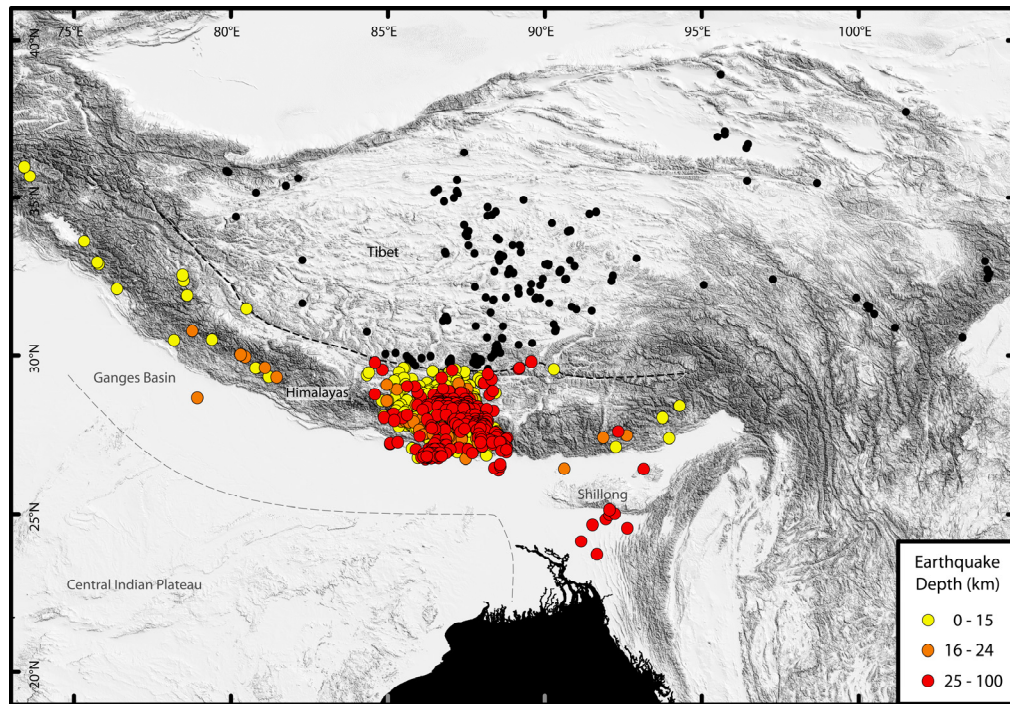 75°E 80°E 85°E 90°E 95°E 100°E
40°N
35°N
Tibet
30°N
Ganges Basin
Himalayas
25°N
Shillong
Central Indian Plateau
20°N
Earthquake
Depth (km)
0 - 15
16 - 24
25 - 100